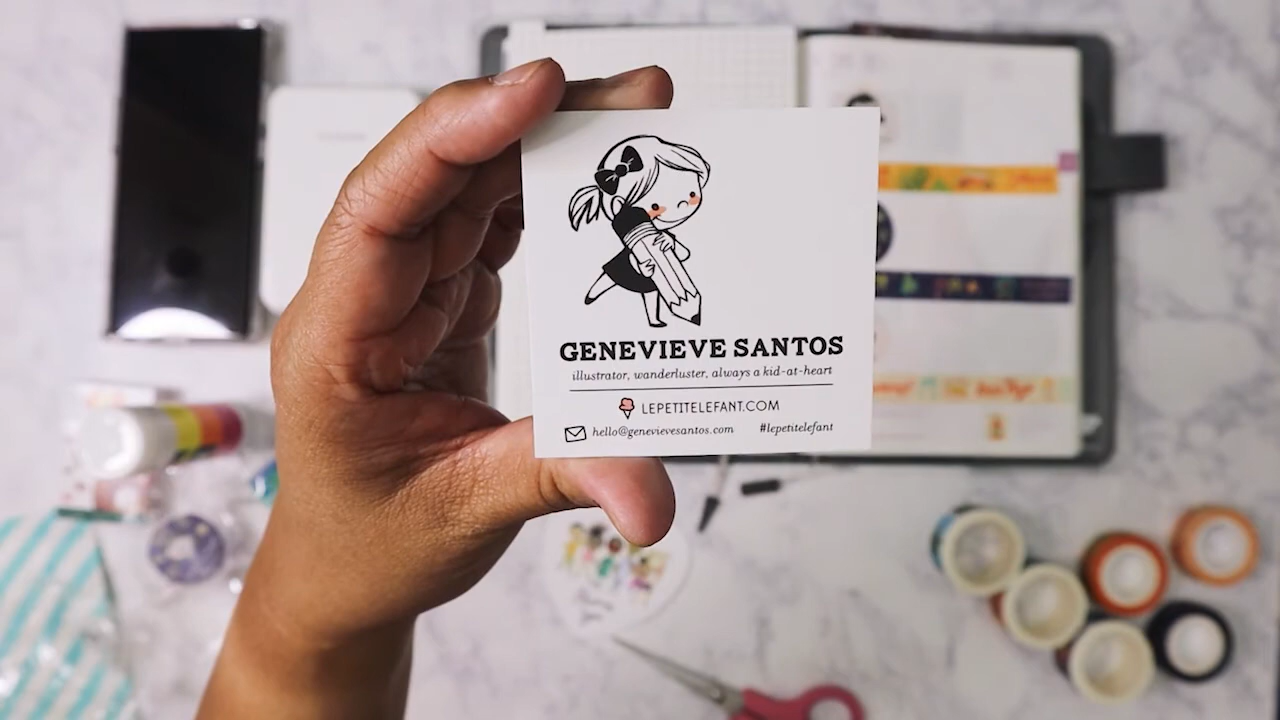 GENEVIEVE SANTOS
illustrator, wanderluster, always a kid-at-heart
LEPETITELEFANT.COM
hello@genevievesantos.com #lepetitelefant